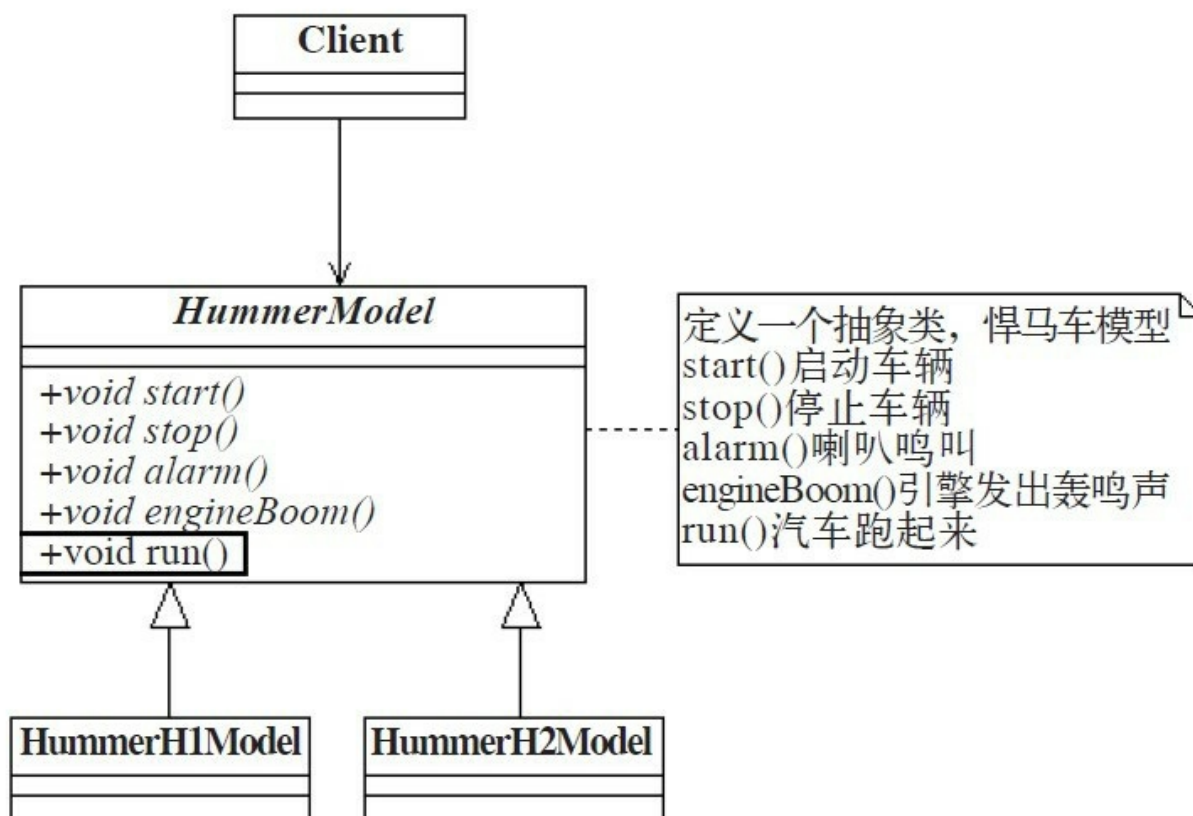 Client
HummerModel
+void start()
+void stop()
+void alarm()
+void engineBoom()
+void run()
定义一个抽象类，悍马车模型
start()启动车辆
stop()停止车辆
alarm()喇叭鸣叫
engineBoom()引擎发出轰鸣声
run()汽车跑起来
HummerH1Model
HummerH2Model